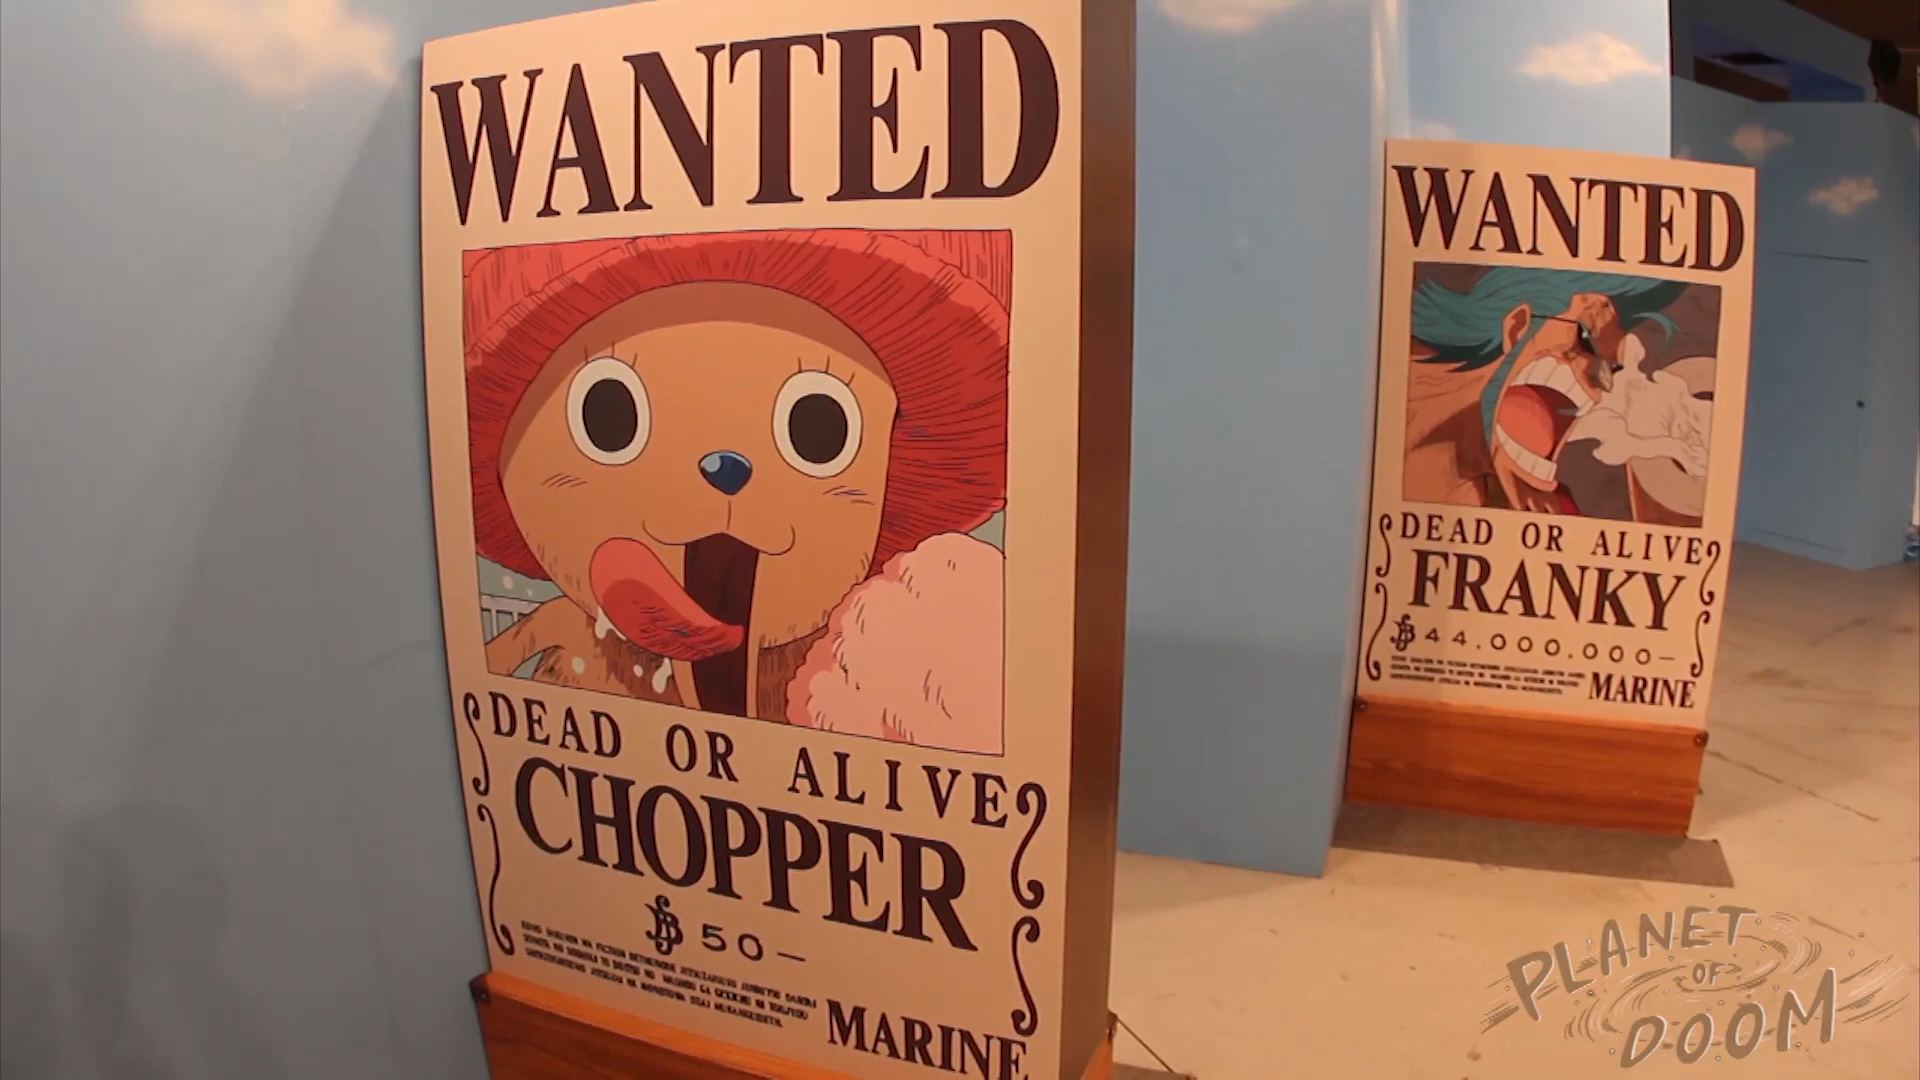 WANTED
DEAD OR ALIVE
CHOPPER
฿50-
MARINE
WANTED
DEAD OR ALIVE
FRANKY
฿44.000.000-
MARINE
PLANET
OF
DOOM